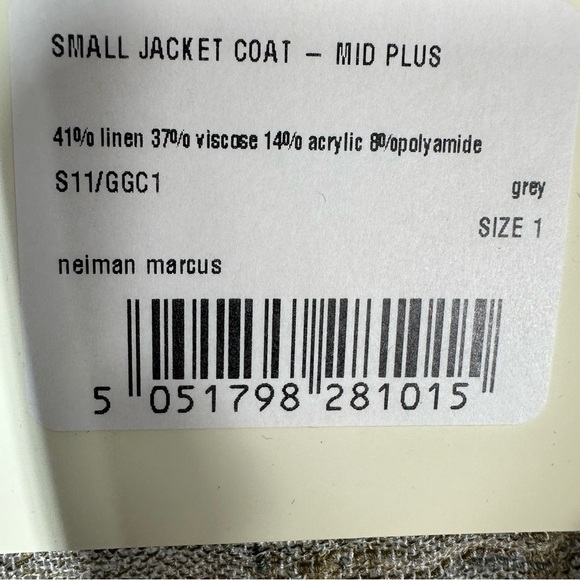 SMALL JACKET COAT – MID PLUS
41% linen 37% viscose 14% acrylic 8%polyamide
S11/GGC1 grey
SIZE 1
neiman marcus
5 051798 281015